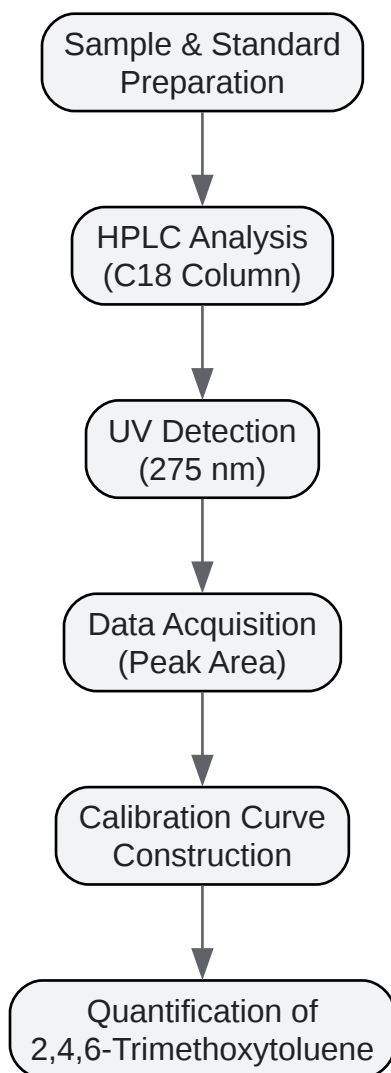 Sample & Standard
Preparation
HPLC Analysis
(C18 Column)
UV Detection
(275 nm)
Data Acquisition
(Peak Area)
Calibration Curve
Construction
Quantification of
2,4,6-Trimethoxytoluene